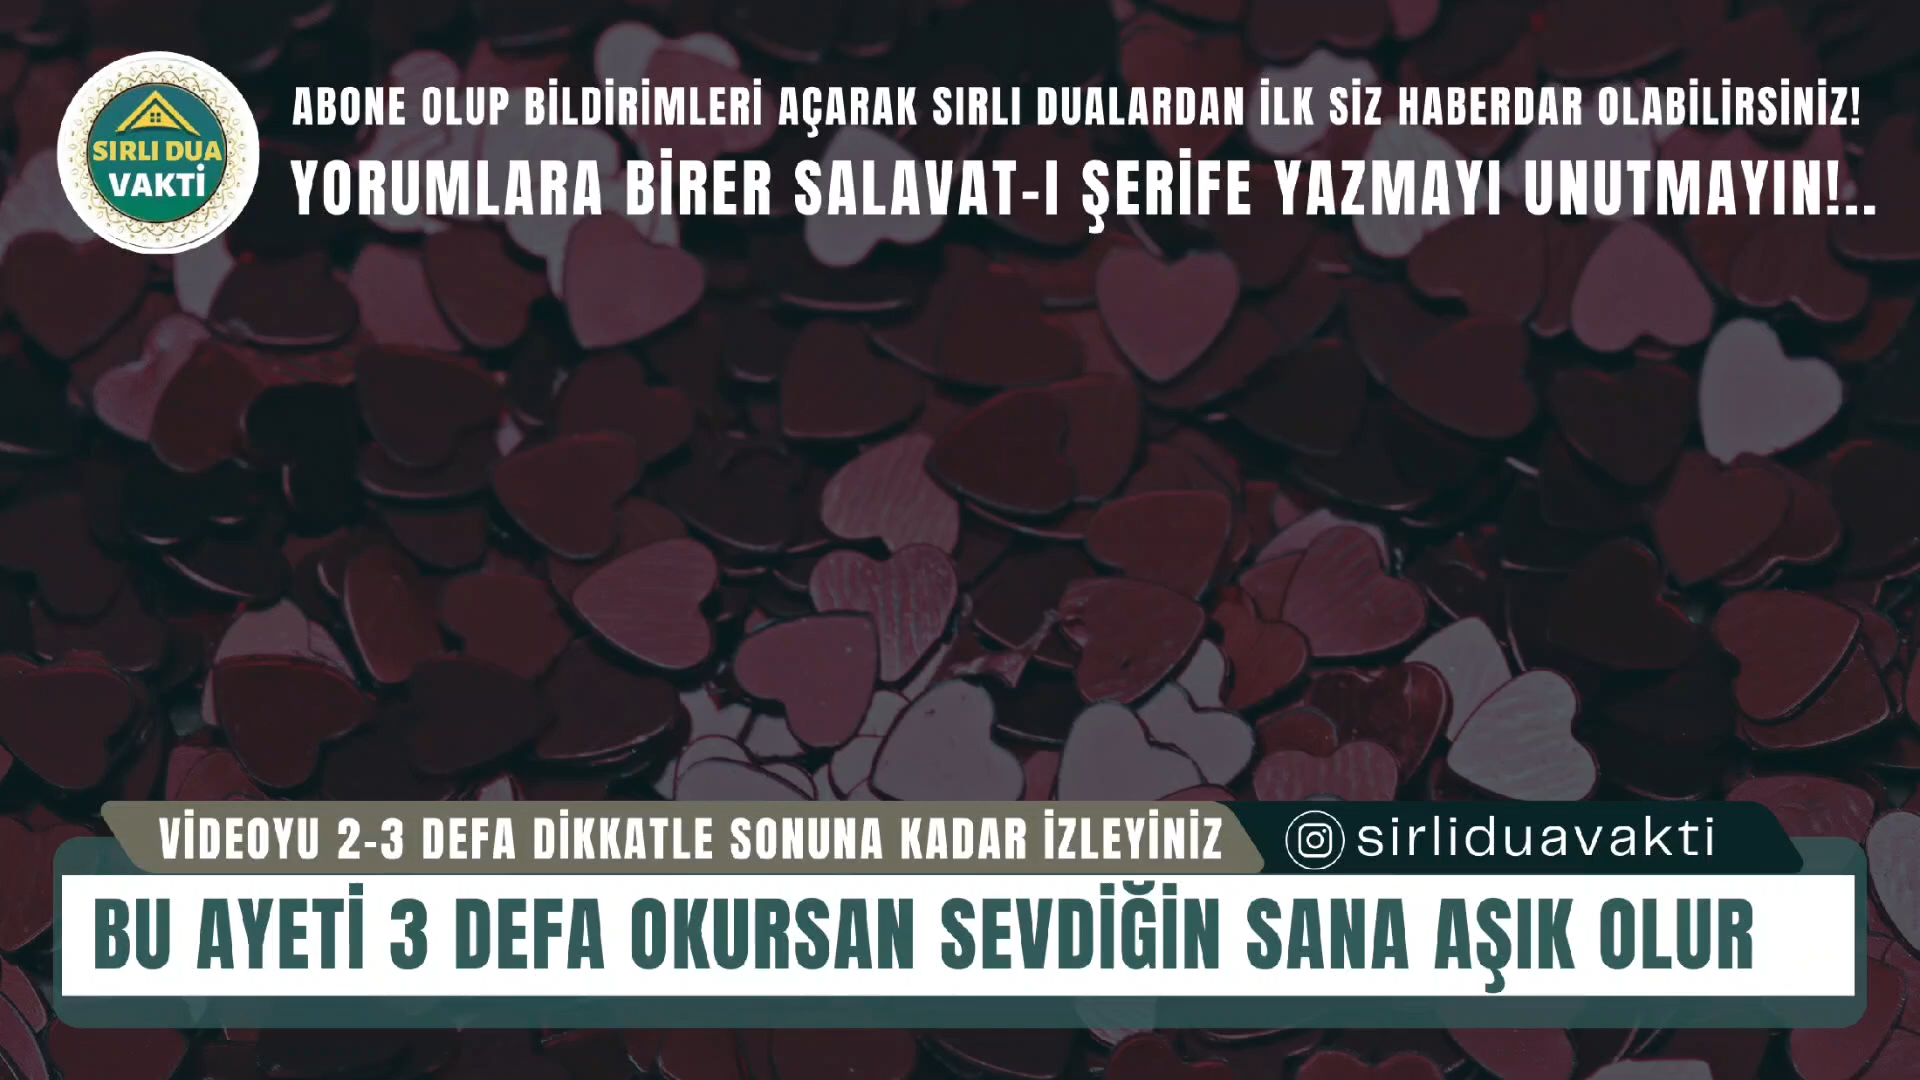 SIRLI DUA
VAKTİ
ABONE OLUP BİLDİRİMLERİ AÇARAK SIRLI DUALARDAN İLK SİZ HABERDAR OLABİLİRSİNİZ!
YORUMLARA BİRER SALAVAT-I ŞERİFE YAZMAYI UNUTMAYIN!..
VİDEOYU 2-3 DEFA DİKKATLE SONUNA KADAR İZLEYİNİZ
sirliduavakti
BU AYETİ 3 DEFA OKURSAN SEVDİĞİN SANA AŞIK OLUR